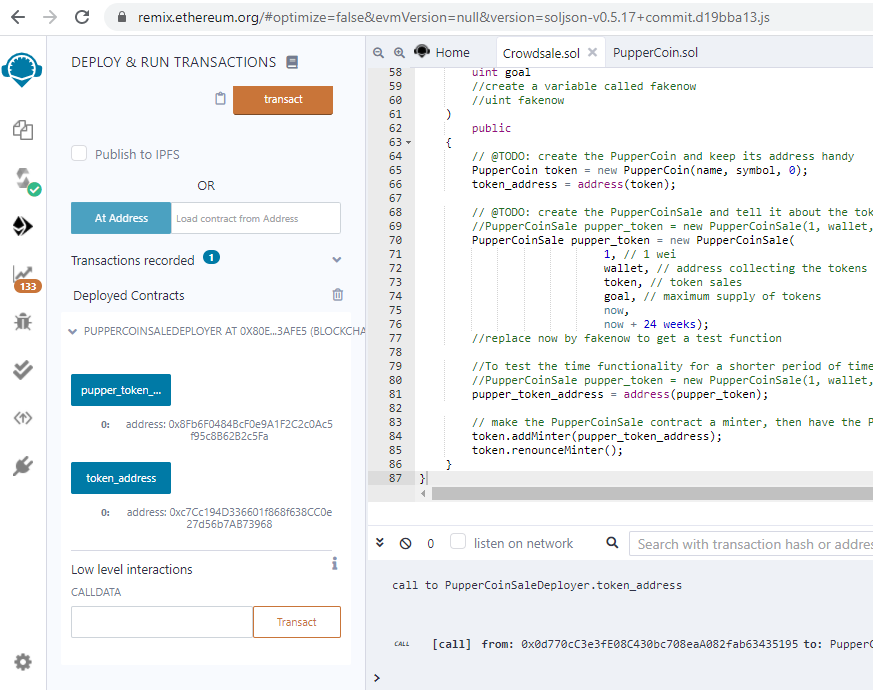 remix.ethereum.org/#optimize=false&evmVersion=null&version=soljson-v0.5.17+commit.d19bba13.js
DEPLOY & RUN TRANSACTIONS
transact
Publish to IPFS
OR
At Address
Load contract from Address
Transactions recorded 1
Deployed Contracts
133
PUPPERCOINSALEDEPLOYER AT 0X80E...3AFE5 (BLOCKCHA
pupper_token_...
0: address: 0x8Fb6F0484BcF0e9A1F2C2c0Ac5
f95c8B62B2c5Fa
token_address
0: address: 0xc7Cc194D336601f868f638CC0e
27d56b7AB73968
Low level interactions
i
CALLDATA
Transact
Home
Crowdsale.sol
PupperCoin.sol
58 uint goal
59 //create a variable called fakenow
60 //uint fakenow
61 )
62 public
63 {
64 // @TODO: create the PupperCoin and keep its address handy
65 PupperCoin token = new PupperCoin(name, symbol, 0);
66 token_address = address(token);
67
68 // @TODO: create the PupperCoinSale and tell it about the tok
69 //PupperCoinSale pupper_token = new PupperCoinSale(1, wallet,
70 PupperCoinSale pupper_token = new PupperCoinSale(
71 1, // 1 wei
72 wallet, // address collecting the tokens
73 token, // token sales
74 goal, // maximum supply of tokens
75 now,
76 now + 24 weeks);
77 //replace now by fakenow to get a test function
78
79 //To test the time functionality for a shorter period of time
80 //PupperCoinSale pupper_token = new PupperCoinSale(1, wallet,
81 pupper_token_address = address(pupper_token);
82
83 // make the PupperCoinSale contract a minter, then have the P
84 token.addMinter(pupper_token_address);
85 token.renounceMinter();
86 }
87 }
0
listen on network
Search with transaction hash or addre
call to PupperCoinSaleDeployer.token_address
CALL [call] from: 0x0d770cC3e3fE08C430bc708eaA082fab63435195 to: PupperC
>